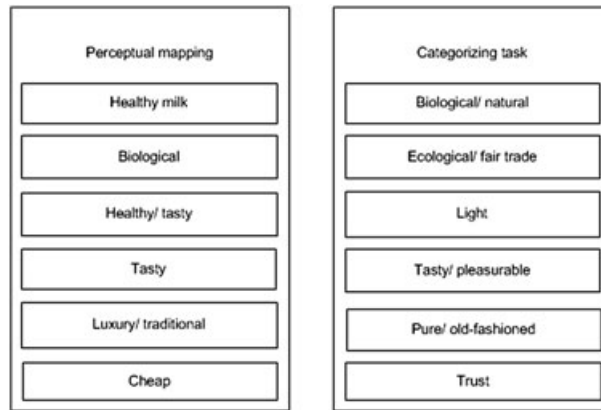 Perceptual mapping
Healthy milk
Biological
Healthy/ tasty
Tasty
Luxury/ traditional
Cheap
Categorizing task
Biological/ natural
Ecological/ fair trade
Light
Tasty/ pleasurable
Pure/ old-fashioned
Trust